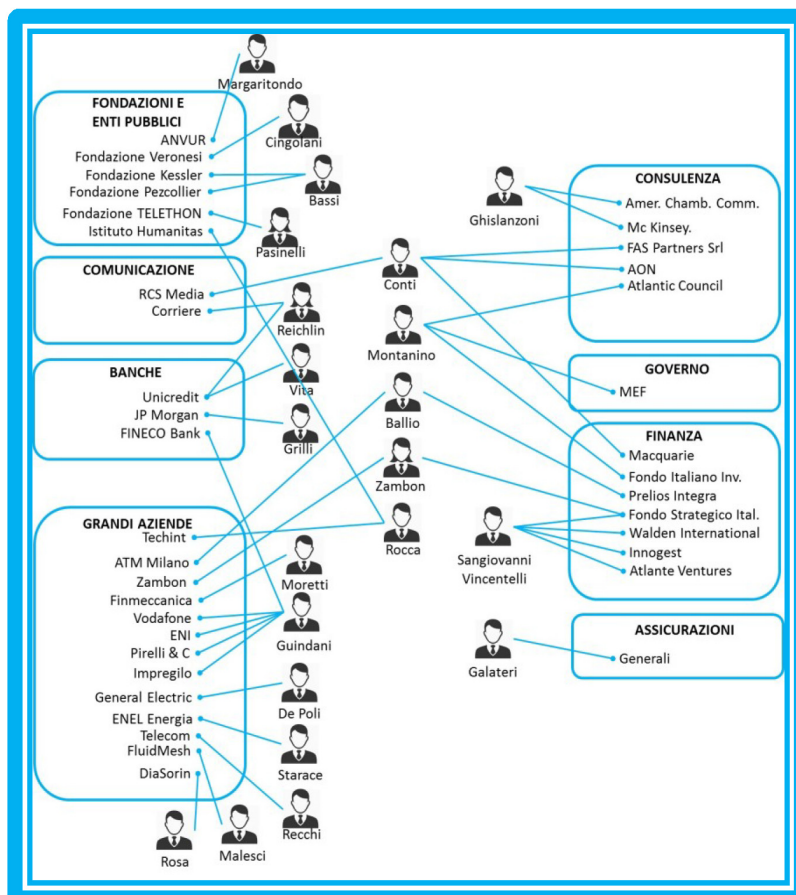 Margaritondo
FONDAZIONI E
ENTI PUBBLICI
ANVUR
Fondazione Veronesi
Fondazione Kessler
Fondazione Pezcollier
Fondazione TELETHON
Istituto Humanitas
Cingolani
Bassi
Pasinelli
COMUNICAZIONE
RCS Media
Corriere
Reichlin
BANCHE
Unicredit
JP Morgan
FINECO Bank
Vita
Grilli
GRANDI AZIENDE
Techint
ATM Milano
Zambon
Finmeccanica
Vodafone
ENI
Pirelli & C
Impregilo
General Electric
ENEL Energia
Telecom
FluidMesh
DiaSorin
Moretti
Guindani
De Poli
Starace
Recchi
Malesci
Rosa
Conti
Montanino
Ballio
Zambon
Rocca
Ghislanzoni
Sangiovanni
Vincentelli
Galateri
CONSULENZA
Amer. Chamb. Comm.
Mc Kinsey.
FAS Partners Srl
AON
Atlantic Council
GOVERNO
MEF
FINANZA
Macquarie
Fondo Italiano Inv.
Prelios Integra
Fondo Strategico Ital.
Walden International
Innogest
Atlante Ventures
ASSICURAZIONI
Generali